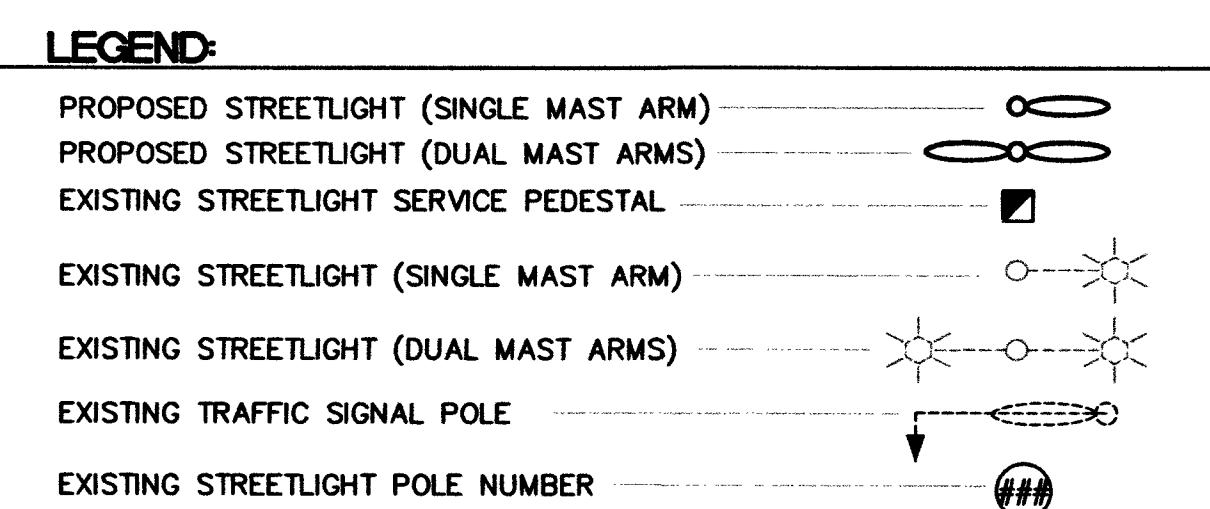 LEGEND:
PROPOSED STREETLIGHT (SINGLE MAST ARM)
PROPOSED STREETLIGHT (DUAL MAST ARMS)
EXISTING STREETLIGHT SERVICE PEDESTAL
EXISTING STREETLIGHT (SINGLE MAST ARM)
EXISTING STREETLIGHT (DUAL MAST ARMS)
EXISTING TRAFFIC SIGNAL POLE
EXISTING STREETLIGHT POLE NUMBER ###